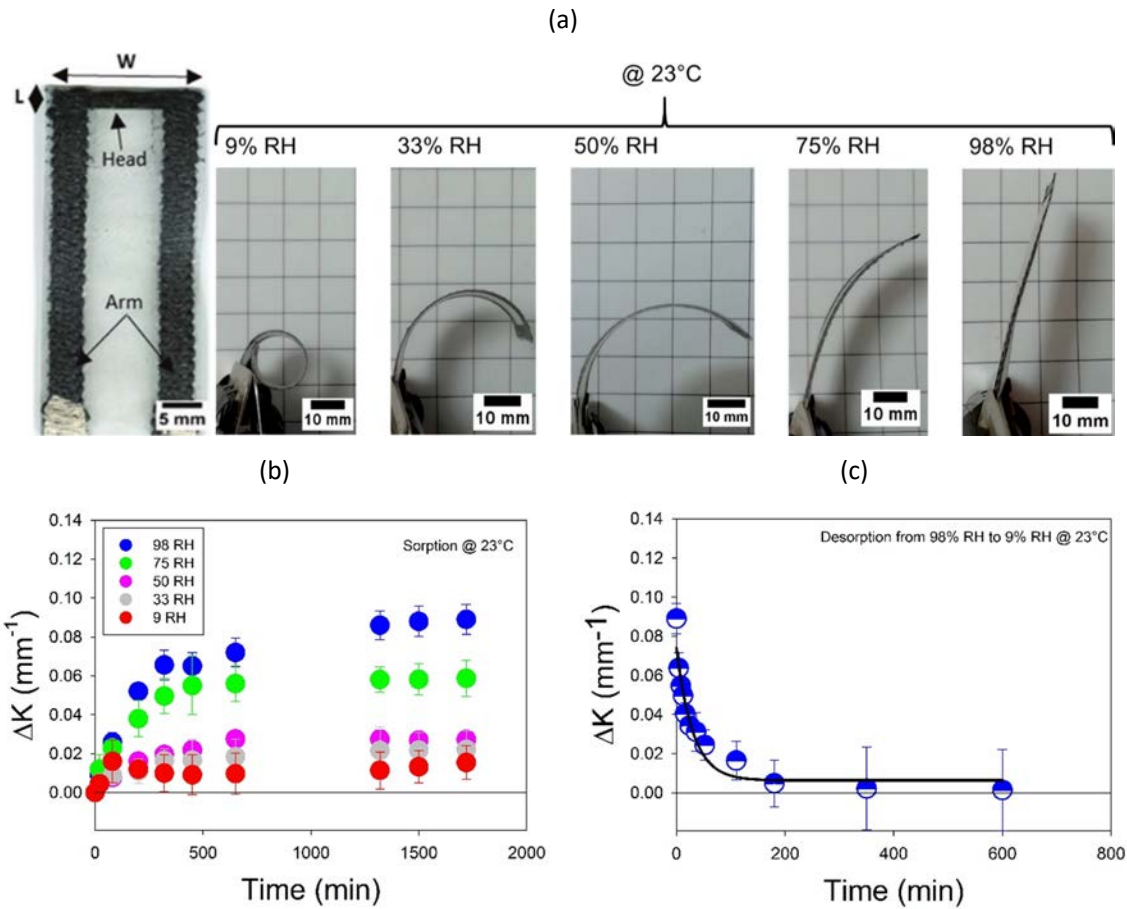 (a)
W
L
Head
Arm
5 mm
@ 23°C
9% RH
33% RH
50% RH
75% RH
98% RH
10 mm
10 mm
10 mm
10 mm
10 mm
(b)
(c)
0.14
0.12
0.10
0.08
0.06
0.04
0.02
0.00
ΔK (mm⁻¹)
98 RH
75 RH
50 RH
33 RH
9 RH
Sorption @ 23°C
0
500
1000
1500
2000
Time (min)
0.14
0.12
0.10
0.08
0.06
0.04
0.02
0.00
ΔK (mm⁻¹)
Desorption from 98% RH to 9% RH @ 23°C
0
200
400
600
800
Time (min)